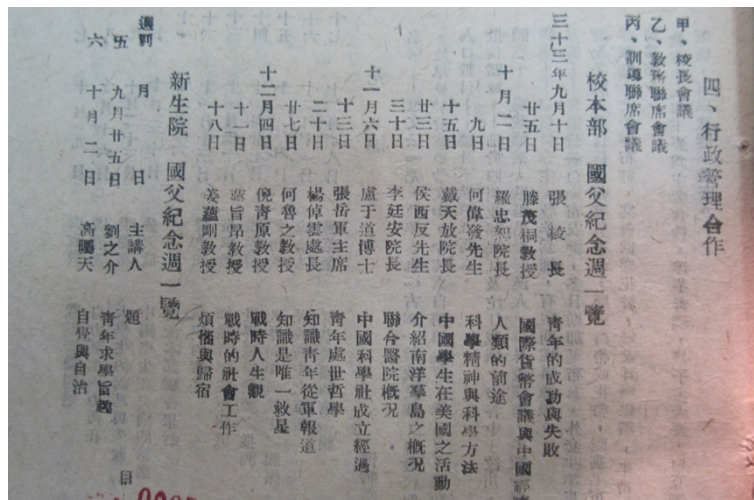 四、行政管理合作
甲、校長會議
乙、教務聯席會議
丙、訓導聯席會議
校本部 國父紀念週一覽
三十三年九月十日 張校長 青年的成功與失敗
廿五日 滕茂桐教授 國際貨幣會議與中國
十月二日 羅忠恕院長 人類的前途
九日 何偉發先生 科學精神與科學方法
十五日 戴天放院長 中國學生在美國之活動
廿三日 侯酉反先生 介紹南洋羣島之概況
三十日 李廷安院長 聯合醫院概況
十一月六日 盧于道博士 中國科學社成立經過
十三日 張岳軍主席 青年處世哲學
二十日 楊倬雲處長 知識青年從軍報道
廿七日 何魯之教授 知識是唯一救星
十二月四日 倪青原教授 戰時人生觀
十一日 蔣旨昂教授 戰時的社會工作
十八日 姜蘊剛教授 煩惱與歸宿
新生院 國父紀念週一覽
週別 月 日 主講人 題 目
五 九月廿五日 劉之介 青年求學旨趣
六 十月二日 高矚天 自學與自治